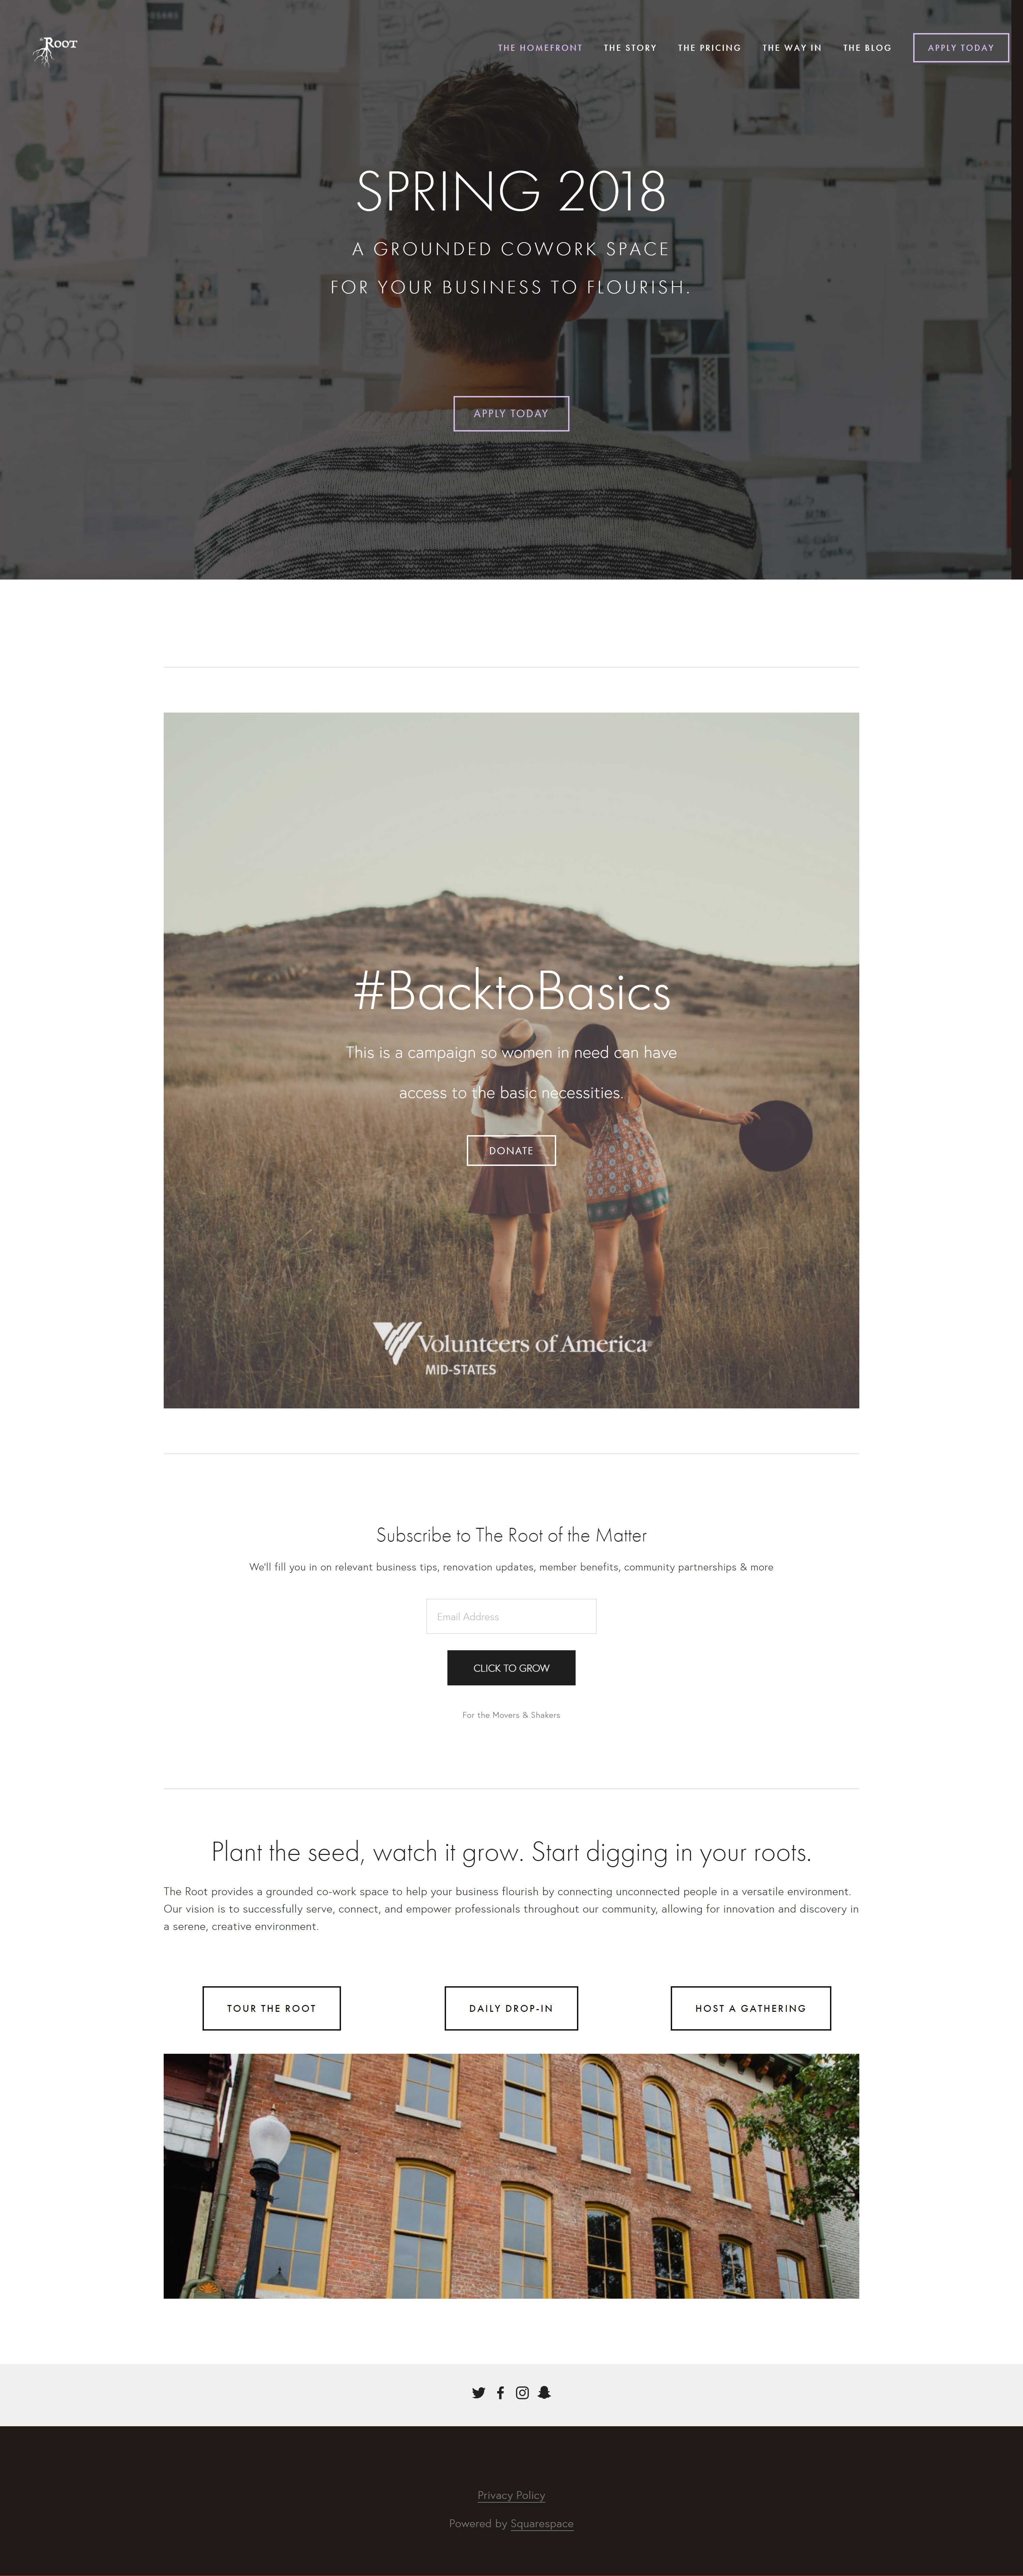 ROOT
THE HOMEFRONT
THE STORY
THE PRICING
THE WAY IN
THE BLOG
APPLY TODAY
SPRING 2018
A GROUNDED COWORK SPACE
FOR YOUR BUSINESS TO FLOURISH.
APPLY TODAY
#BacktoBasics
This is a campaign so women in need can have
access to the basic necessities.
DONATE
Volunteers of America®
MID-STATES
Subscribe to The Root of the Matter
We'll fill you in on relevant business tips, renovation updates, member benefits, community partnerships & more
Email Address
CLICK TO GROW
For the Movers & Shakers
Plant the seed, watch it grow. Start digging in your roots.
The Root provides a grounded co-work space to help your business flourish by connecting unconnected people in a versatile environment.
Our vision is to successfully serve, connect, and empower professionals throughout our community, allowing for innovation and discovery in
a serene, creative environment.
TOUR THE ROOT
DAILY DROP-IN
HOST A GATHERING
Privacy Policy
Powered by Squarespace